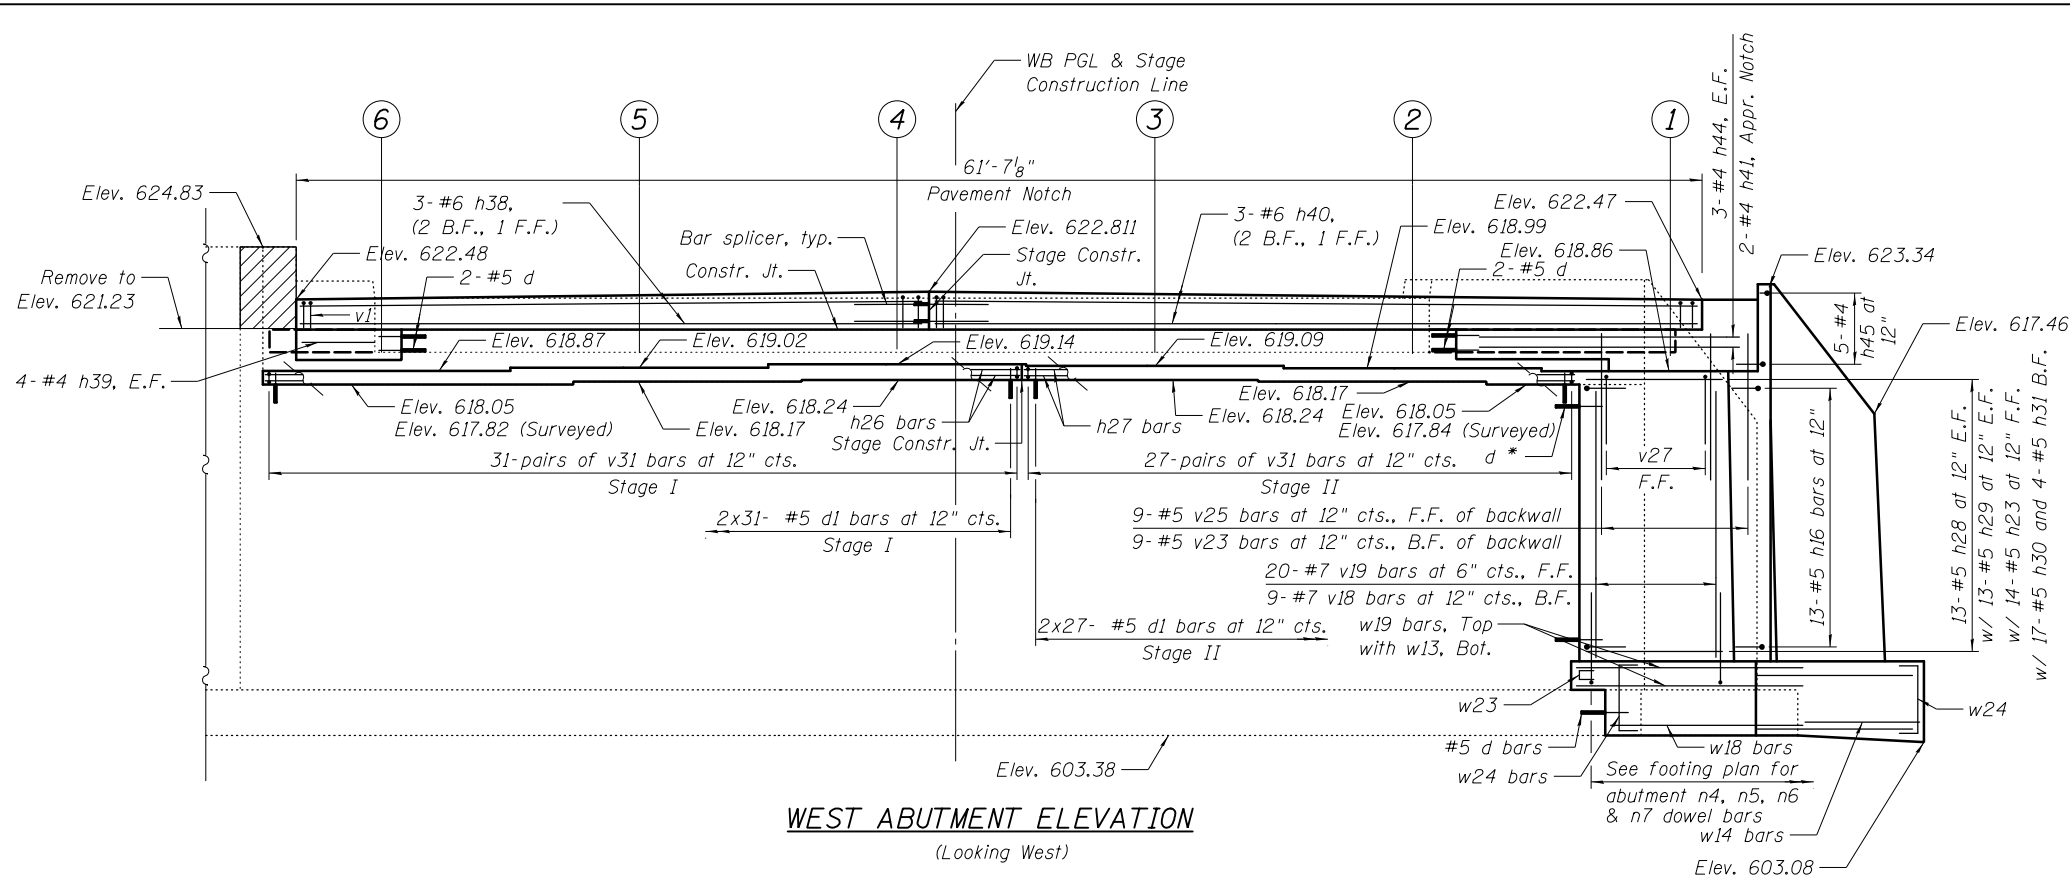 WB PGL & Stage
Construction Line
6
5
4
3
2
1
3-#4 h44, E.F.
2-#4 h41, Appr. Notch
61'-7 1/8"
Pavement Notch
Elev. 624.83
3-#6 h38,
(2 B.F., 1 F.F.)
Bar splicer, typ.
Constr. Jt.
Elev. 622.811
Stage Constr.
Jt.
3-#6 h40,
(2 B.F., 1 F.F.)
Elev. 622.47
Elev. 618.99
Elev. 618.86
2-#5 d
Elev. 623.34
Elev. 622.48
2-#5 d
Remove to
Elev. 621.23
v1
5-#4
h45 at
12"
Elev. 617.46
Elev. 618.87
Elev. 619.02
Elev. 619.14
Elev. 619.09
4-#4 h39, E.F.
Elev. 618.05
Elev. 617.82 (Surveyed)
Elev. 618.17
Elev. 618.24
h26 bars
Stage Constr. Jt.
h27 bars
Elev. 618.17
Elev. 618.24
Elev. 618.05
Elev. 617.84 (Surveyed)
d *
31-pairs of v31 bars at 12" cts.
Stage I
27-pairs of v31 bars at 12" cts.
Stage II
v27
F.F.
2x31- #5 d1 bars at 12" cts.
Stage I
9-#5 v25 bars at 12" cts., F.F. of backwall
9-#5 v23 bars at 12" cts., B.F. of backwall
20-#7 v19 bars at 6" cts., F.F.
9-#7 v18 bars at 12" cts., B.F.
2x27- #5 d1 bars at 12" cts.
Stage II
w19 bars, Top
with w13, Bot.
13-#5 h16 bars at 12"
13-#5 h28 at 12" E.F.
w/ 13-#5 h29 at 12" E.F.
w/ 14-#5 h23 at 12" F.F.
w/ 17-#5 h30 and 4-#5 h31 B.F.
w23
w24
#5 d bars
w24 bars
w18 bars
Elev. 603.38
See footing plan for
abutment n4, n5, n6
& n7 dowel bars
w14 bars
Elev. 603.08
WEST ABUTMENT ELEVATION
(Looking West)